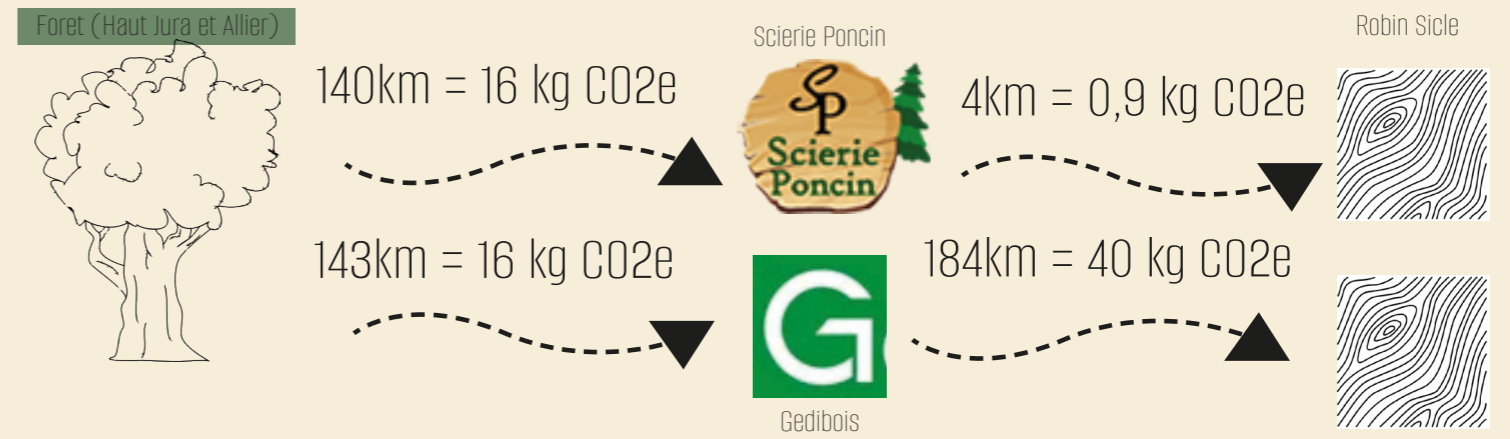 Foret (Haut Jura et Allier)
Scierie Poncin
Robin Sicle
140km = 16 kg CO2e
4km = 0,9 kg CO2e
SP
Scierie
Poncin
143km = 16 kg CO2e
184km = 40 kg CO2e
G
Gedibois